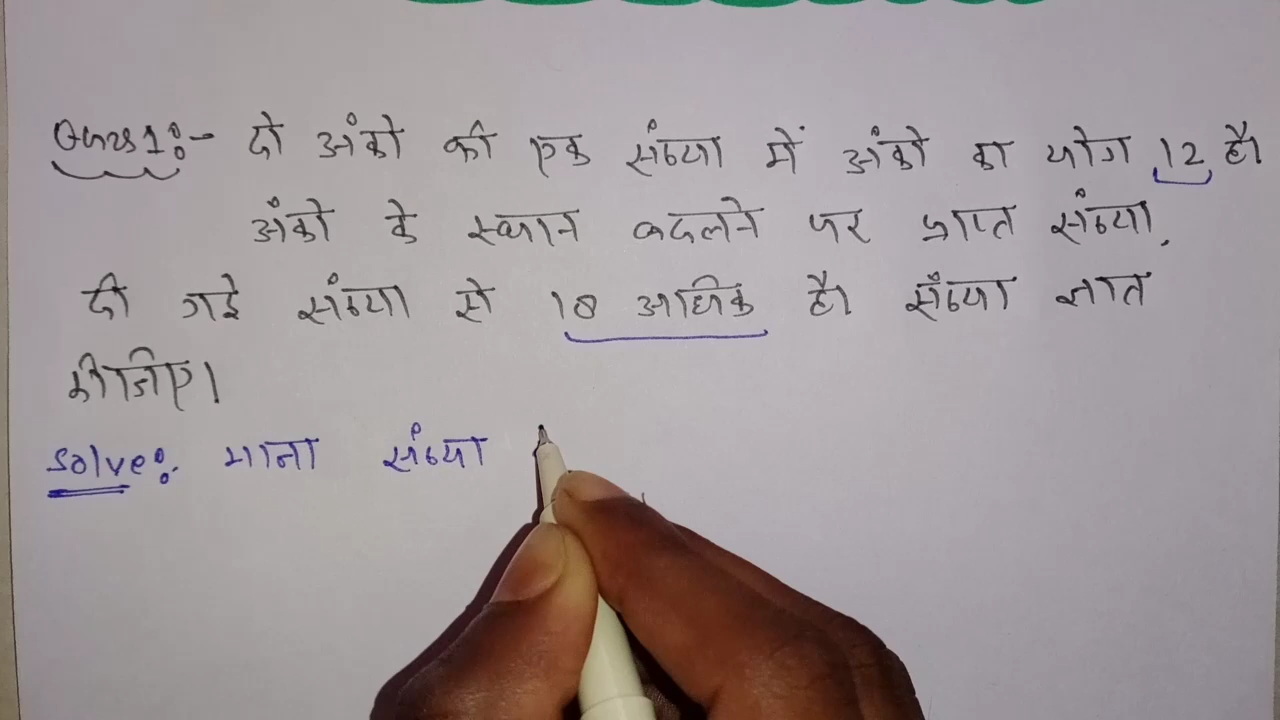 Ques1:- दो अंको की एक संख्या में अंको का योग 12 है।
अंको के स्थान बदलने पर प्राप्त संख्या
दी गई संख्या से 18 अधिक है। संख्या ज्ञात
कीजिए।
Solve:- माना संख्या